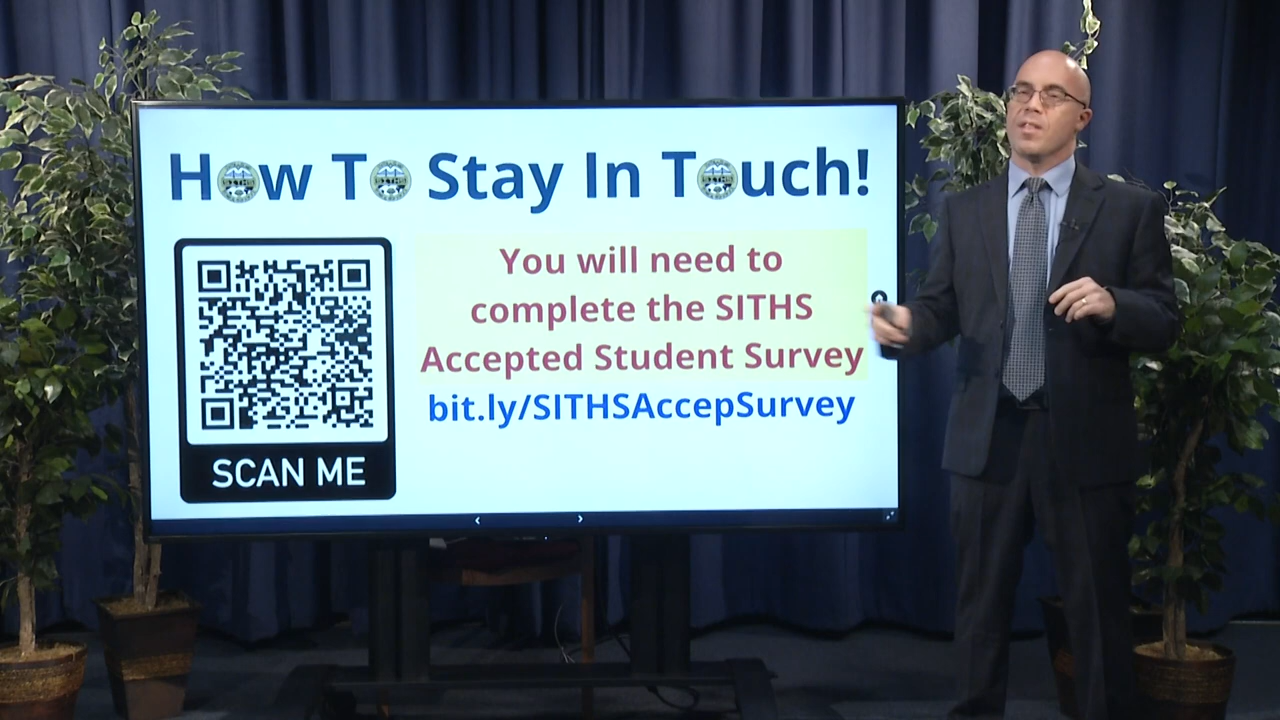 How To Stay In Touch!
You will need to
complete the SITHS
Accepted Student Survey
bit.ly/SITHSAccepSurvey
SCAN ME